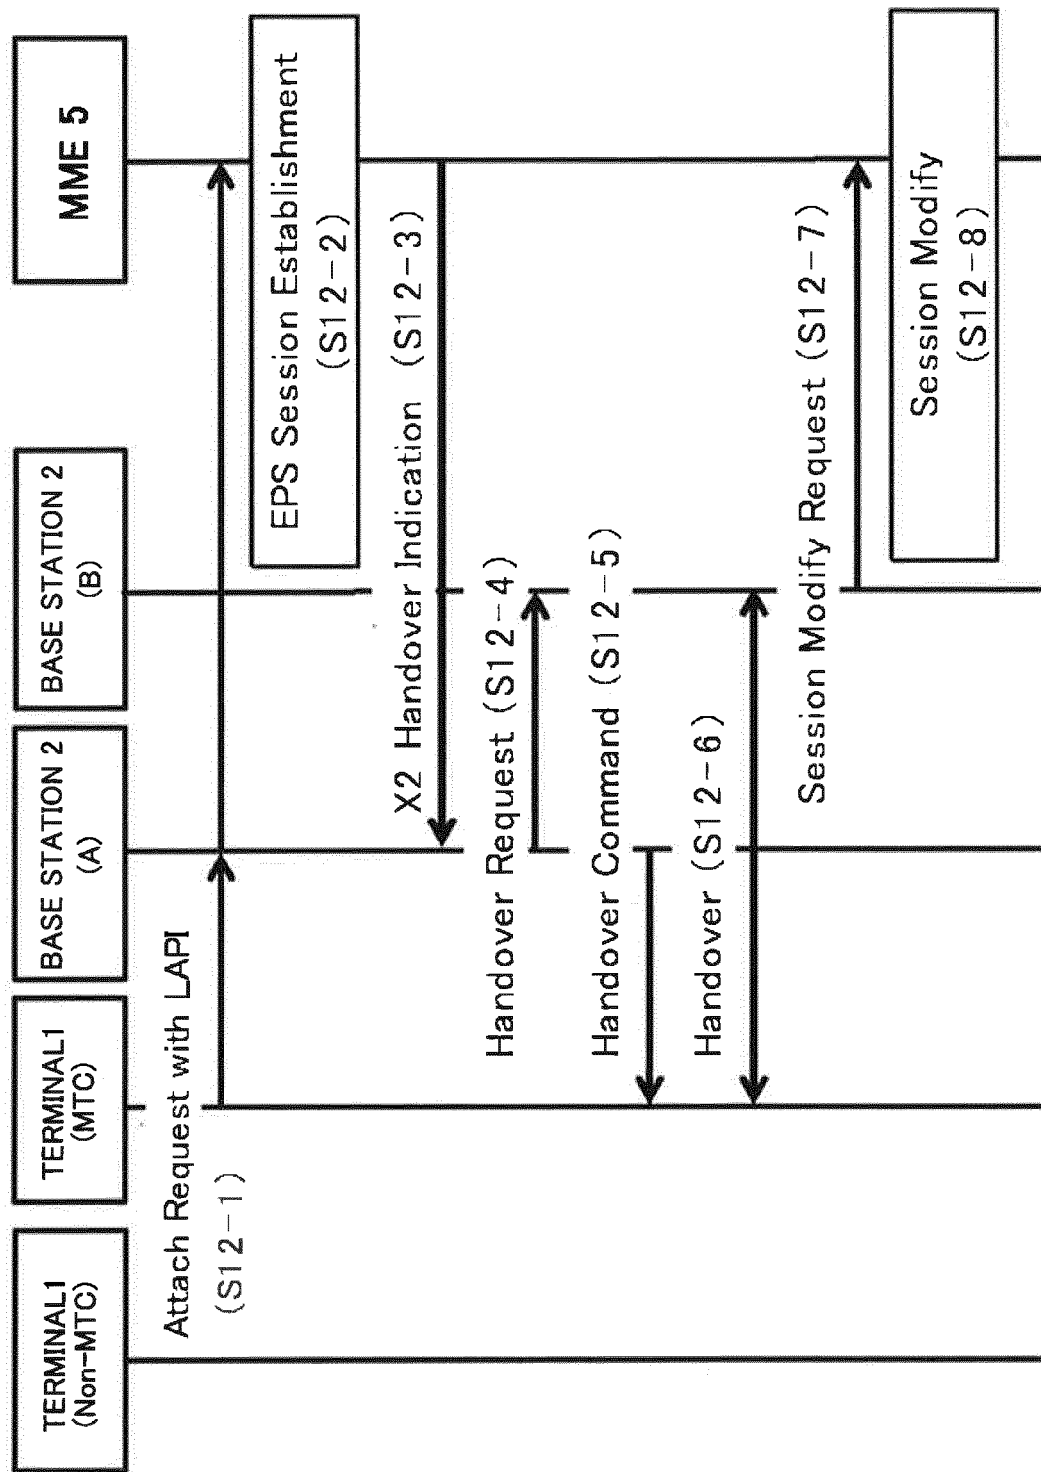 TERMINAL1
(Non-MTC)
TERMINAL1
(MTC)
BASE STATION 2
(A)
BASE STATION 2
(B)
MME 5
Attach Request with LAPI
(S12-1)
EPS Session Establishment
(S12-2)
X2 Handover Indication (S12-3)
Handover Request (S12-4)
Handover Command (S12-5)
Handover (S12-6)
Session Modify Request (S12-7)
Session Modify
(S12-8)